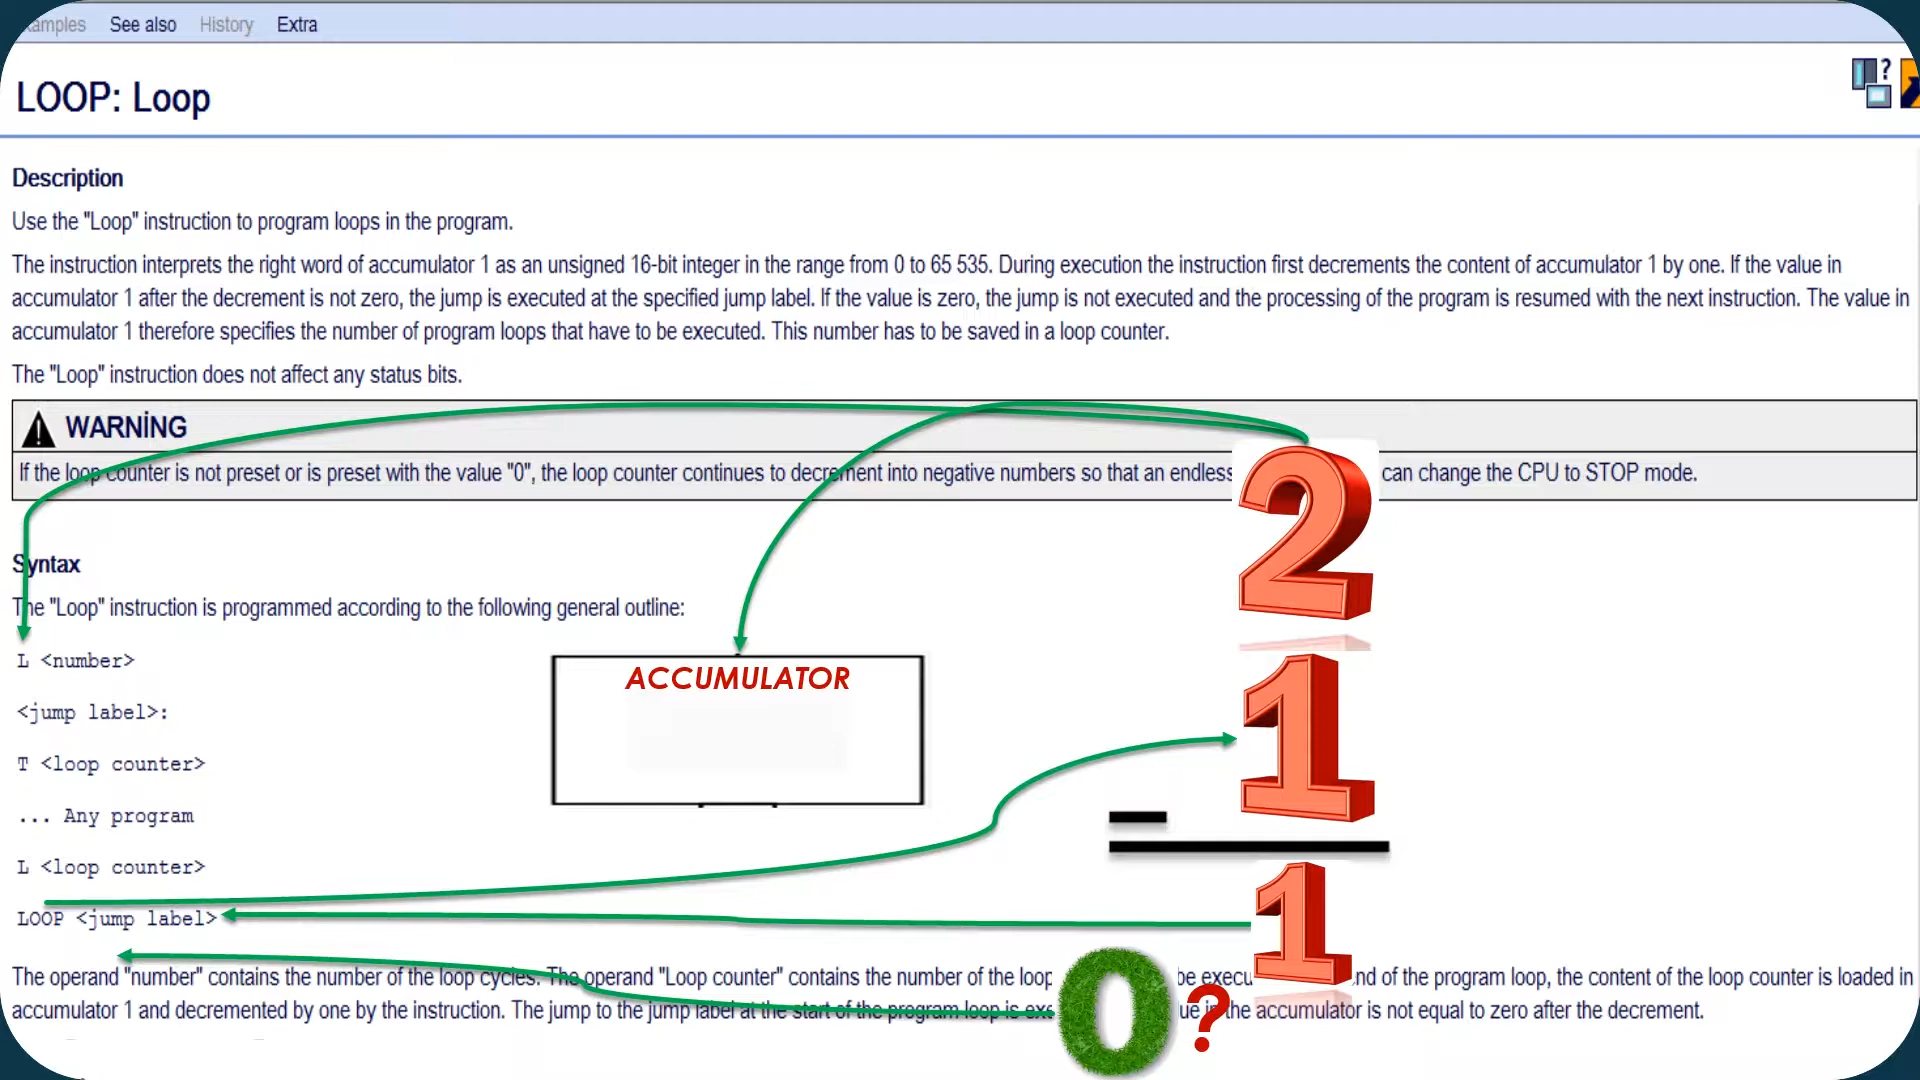 See also History Extra
LOOP: Loop
Description
Use the "Loop" instruction to program loops in the program.
The instruction interprets the right word of accumulator 1 as an unsigned 16-bit integer in the range from 0 to 65 535. During execution the instruction first decrements the content of accumulator 1 by one. If the value in
accumulator 1 after the decrement is not zero, the jump is executed at the specified jump label. If the value is zero, the jump is not executed and the processing of the program is resumed with the next instruction. The value in
accumulator 1 therefore specifies the number of program loops that have to be executed. This number has to be saved in a loop counter.
The "Loop" instruction does not affect any status bits.
WARNİNG
If the loop counter is not preset or is preset with the value "0", the loop counter continues to decrement into negative numbers so that an endless can change the CPU to STOP mode.
2
Syntax
The "Loop" instruction is programmed according to the following general outline:
L <number>
ACCUMULATOR
<jump label>:
1
T <loop counter>
... Any program
L <loop counter>
LOOP <jump label>
1
The operand "number" contains the number of the loop cycles. The operand "Loop counter" contains the number of the loop be of the program loop, the content of the loop counter is loaded in
accumulator 1 and decremented by one by the instruction. The jump to the jump label at the start of the program loop is the accumulator is not equal to zero after the decrement.
0 ?